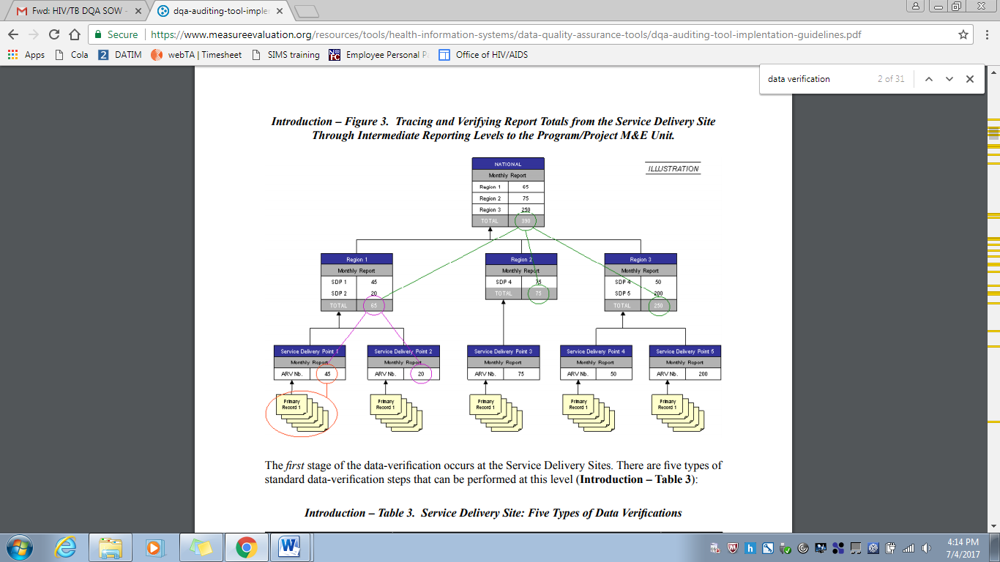 Fwd: HIV/TB DQA SOW -
dqa-auditing-tool-implen
Secure
https://www.measureevaluation.org/resources/tools/health-information-systems/data-quality-assurance-tools/dqa-auditing-tool-implentation-guidelines.pdf
Apps Cola DATIM webTA | Timesheet SIMS training Employee Personal P Office of HIV/AIDS
data verification 2 of 31
Introduction – Figure 3. Tracing and Verifying Report Totals from the Service Delivery Site
Through Intermediate Reporting Levels to the Program/Project M&E Unit.
ILLUSTRATION
NATIONAL
Monthly Report
Region 1 65
Region 2 75
Region 3 250
TOTAL 390
Region 1
Monthly Report
SDP 1 45
SDP 2 20
TOTAL 65
Region 2
Monthly Report
SDP 4 75
TOTAL 75
Region 3
Monthly Report
SDP 4 50
SDP 5 200
TOTAL 250
Service Delivery Point 1
Monthly Report
ARV Nb. 45
Service Delivery Point 2
Monthly Report
ARV Nb. 20
Service Delivery Point 3
Monthly Report
ARV Nb. 75
Service Delivery Point 4
Monthly Report
ARV Nb. 50
Service Delivery Point 5
Monthly Report
ARV Nb. 200
Primary
Record 1
Primary
Record 1
Primary
Record 1
Primary
Record 1
Primary
Record 1
The first stage of the data-verification occurs at the Service Delivery Sites. There are five types of
standard data-verification steps that can be performed at this level (Introduction – Table 3):
Introduction – Table 3. Service Delivery Site: Five Types of Data Verifications
4:14 PM
7/4/2017